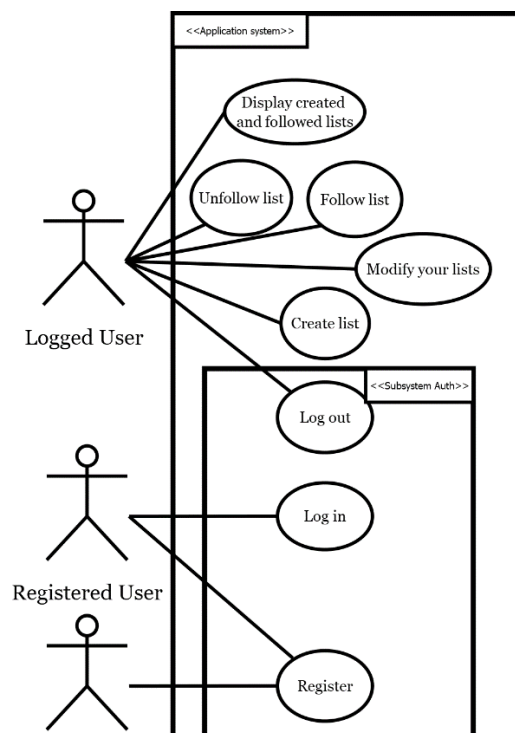 <<Application system>>
Display created
and followed lists
Unfollow list
Follow list
Modify your lists
Logged User
Create list
<<Subsystem Auth>>
Log out
Log in
Registered User
Register